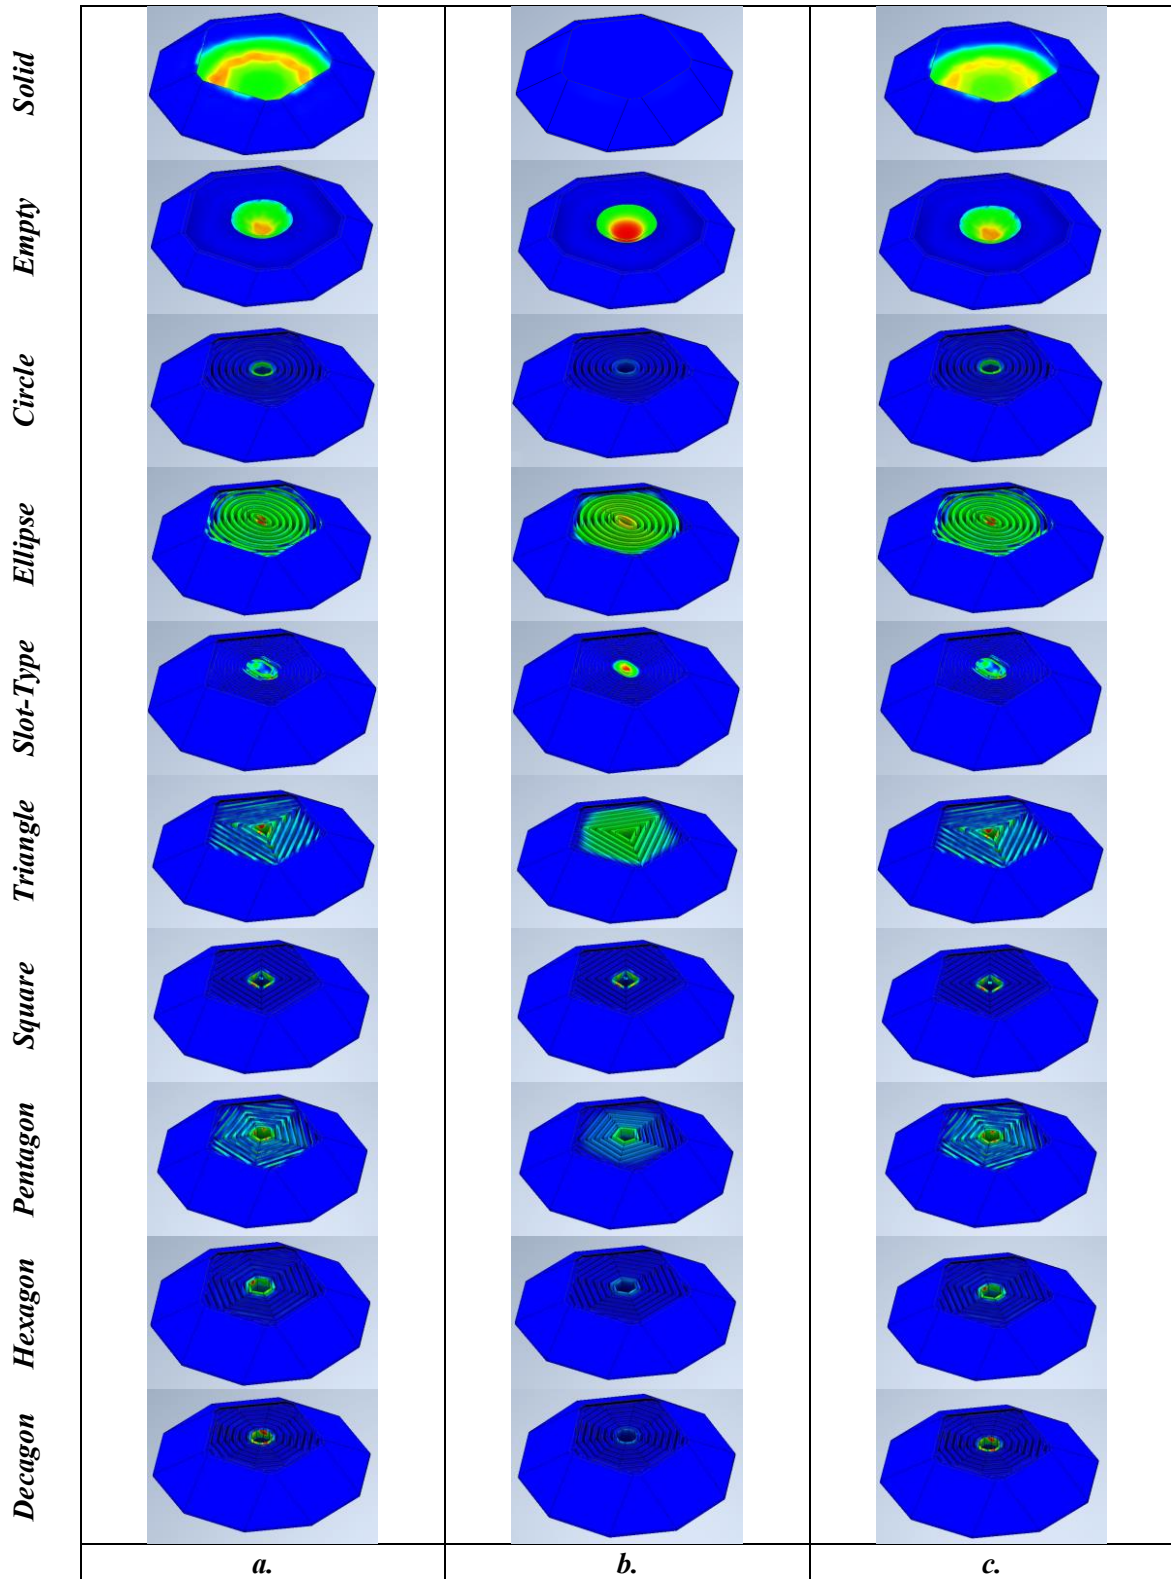 Solid
Empty
Circle
Ellipse
Slot-Type
Triangle
Square
Pentagon
Hexagon
Decagon
a. b. c.